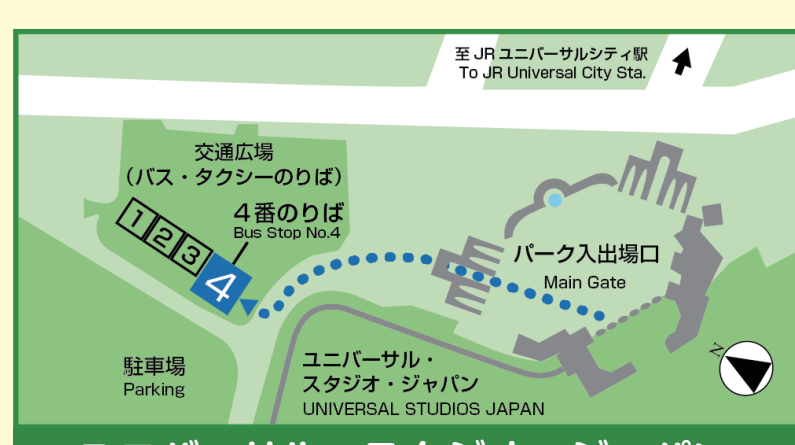 至 JR ユニバーサルシティ駅
To JR Universal City Sta.
交通広場
（バス・タクシーのりば）
4番のりば
Bus Stop No.4
1
2
3
4
パーク入出場口
Main Gate
駐車場
Parking
ユニバーサル・
スタジオ・ジャパン
UNIVERSAL STUDIOS JAPAN
N